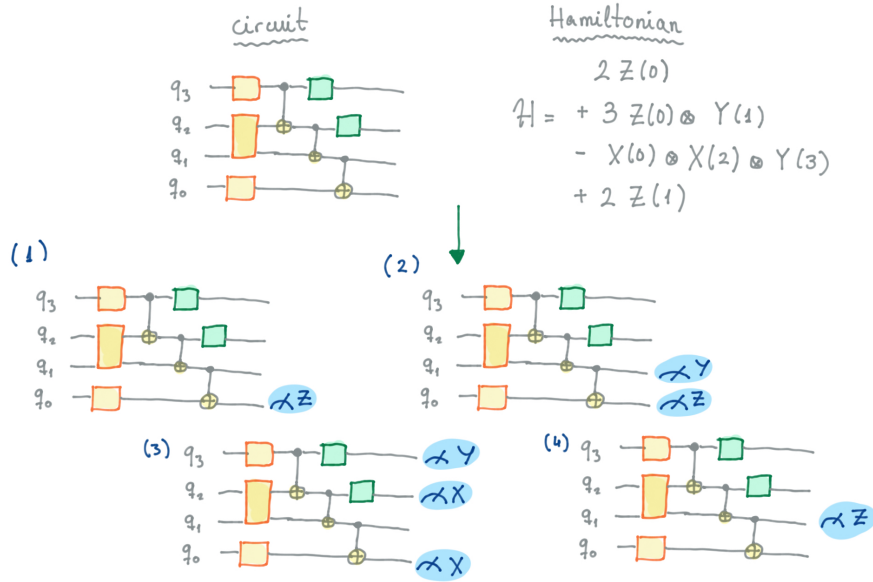 circuit
Hamiltonian
q3
q2
q1
q0
2 Z(0)
H = + 3 Z(0) ⊗ Y(1)
- X(0) ⊗ X(2) ⊗ Y(3)
+ 2 Z(1)
(1)
q3
q2
q1
q0
Z
(2)
q3
q2
q1
q0
Y
Z
(3)
q3
q2
q1
q0
Y
X
X
(4)
q3
q2
q1
q0
Z